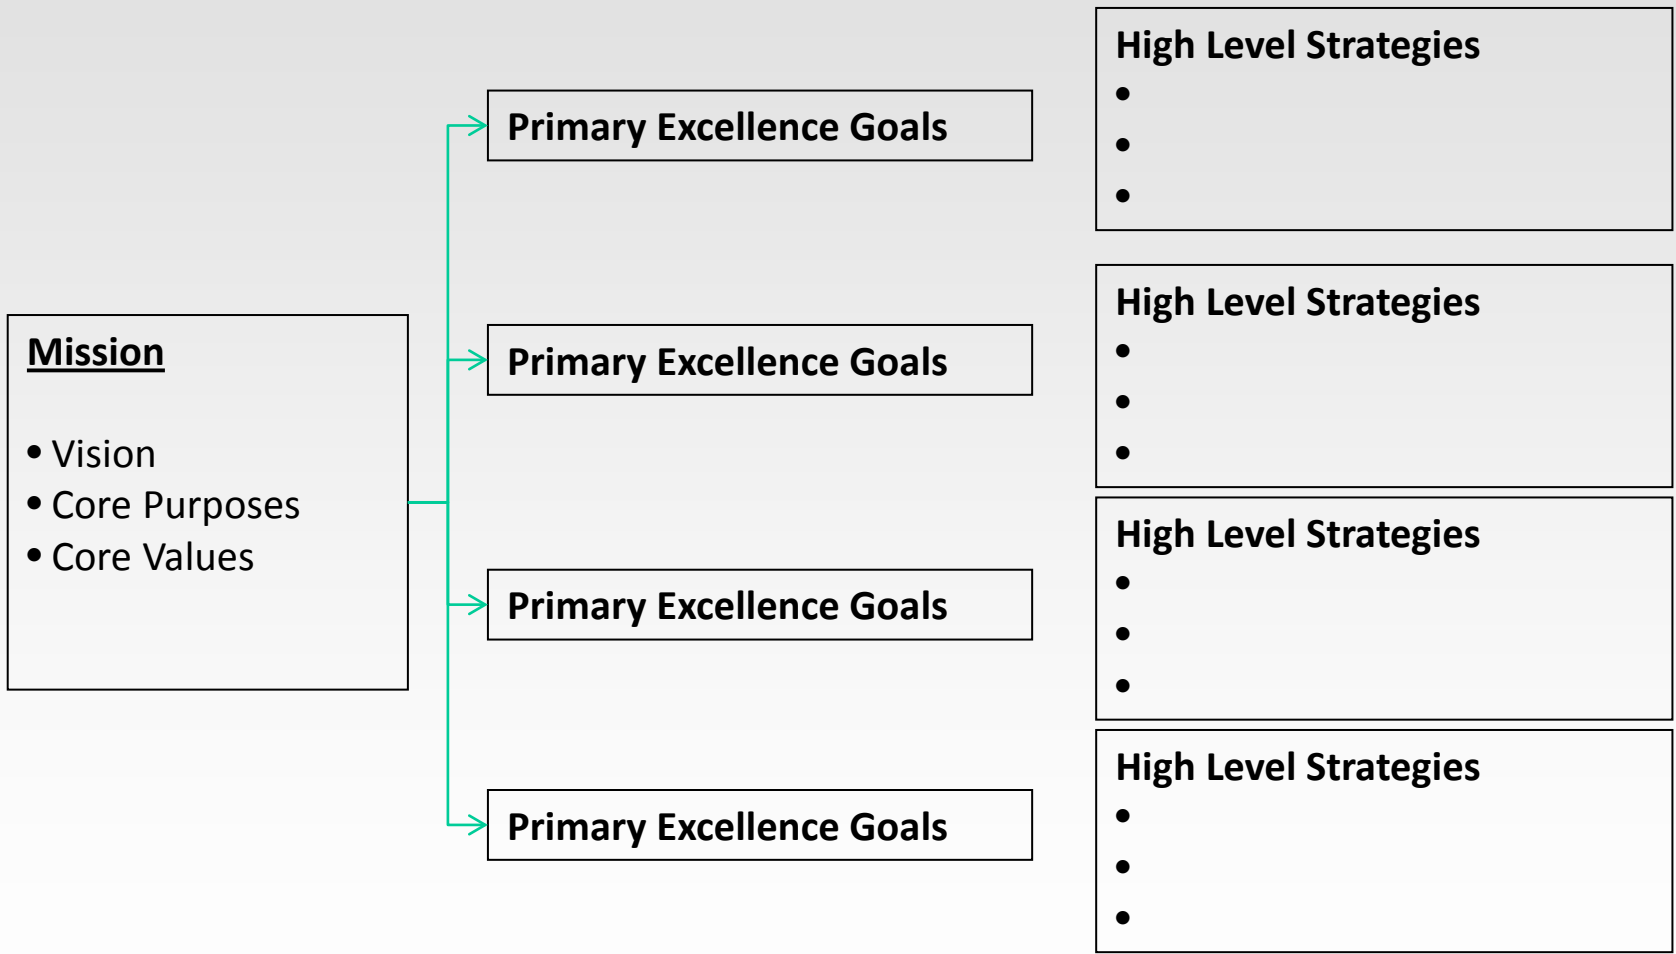 Mission
• Vision
• Core Purposes
• Core Values
Primary Excellence Goals
Primary Excellence Goals
Primary Excellence Goals
Primary Excellence Goals
High Level Strategies
•
•
•
High Level Strategies
•
•
•
High Level Strategies
•
•
•
High Level Strategies
•
•
•